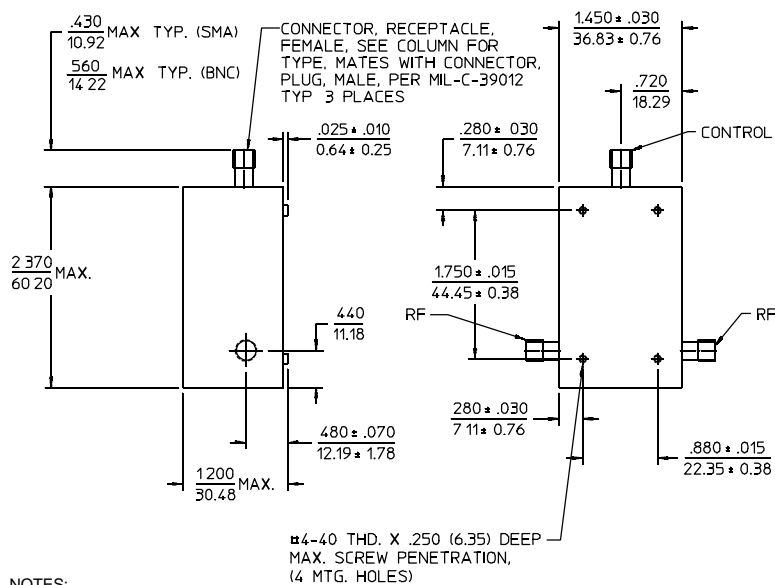 .430
10.92 MAX TYP. (SMA)
560
14 22 MAX TYP. (BNC)
CONNECTOR, RECEPTACLE,
FEMALE, SEE COLUMN FOR
TYPE, MATES WITH CONNECTOR,
PLUG, MALE, PER MIL-C-39012
TYP 3 PLACES
1.450 ± .030
36.83 ± 0.76
.720
18.29
.025 ± .010
0.64 ± 0.25
.280 ± 030
7.11 ± 0.76
CONTROL
2 370
60 20 MAX.
1.750 ± .015
44.45 ± 0.38
440
11.18
RF
RF
480 ± .070
12.19 ± 1.78
280 ± .030
7 11 ± 0.76
.880 ± .015
22.35 ± 0.38
1 200
30.48 MAX.
#4-40 THD. X .250 (6.35) DEEP
MAX. SCREW PENETRATION,
(4 MTG. HOLES)
NOTES: